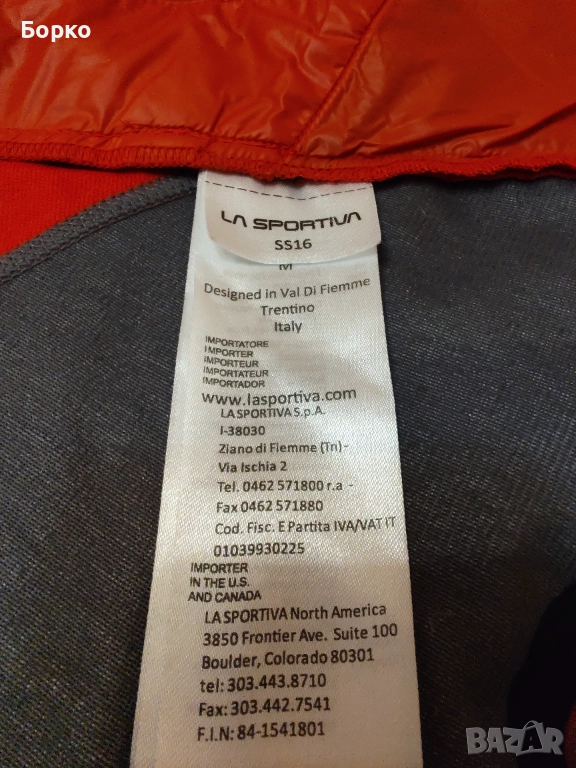 Борко
LA SPORTIVA
SS16
M
Designed in Val Di Fiemme
Trentino
Italy
IMPORTATORE
IMPORTER
IMPORTEUR
IMPORTATEUR
IMPORTADOR
www.lasportiva.com
LA SPORTIVA S.p.A.
I-38030
Ziano di Fiemme (Tn) -
Via Ischia 2
Tel. 0462 571800 r.a -
Fax 0462 571880
Cod. Fisc. E Partita IVA/VAT IT
01039930225
IMPORTER
IN THE U.S.
AND CANADA
LA SPORTIVA North America
3850 Frontier Ave. Suite 100
Boulder, Colorado 80301
tel: 303.443.8710
Fax: 303.442.7541
F.I.N: 84-1541801
BAZAR